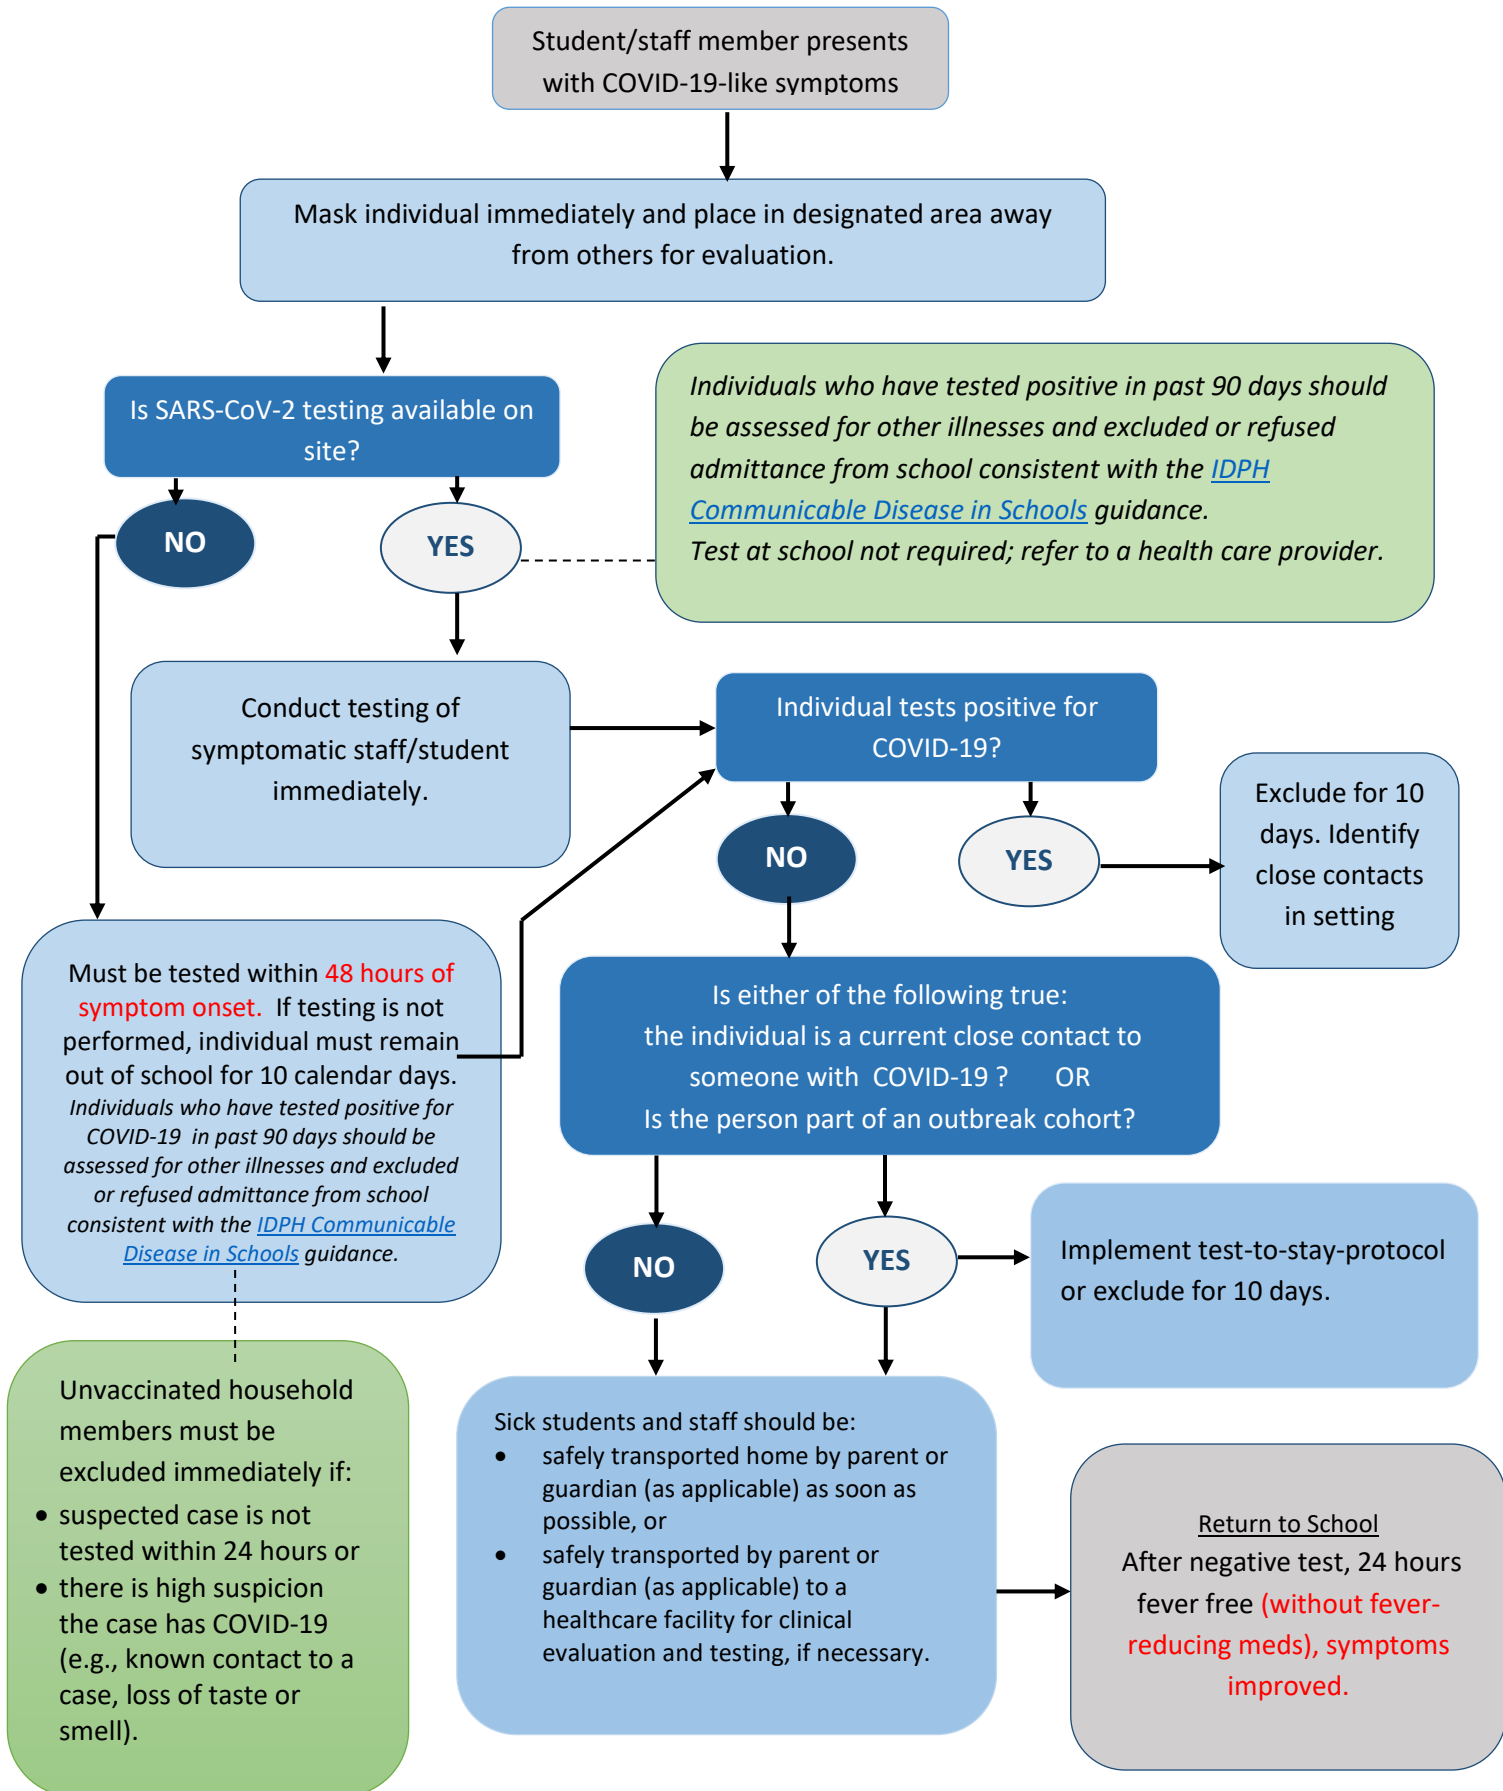 Student/staff member presents
with COVID-19-like symptoms
Mask individual immediately and place in designated area away
from others for evaluation.
Is SARS-CoV-2 testing available on
site?
Individuals who have tested positive in past 90 days should
be assessed for other illnesses and excluded or refused
admittance from school consistent with the IDPH
Communicable Disease in Schools guidance.
Test at school not required; refer to a health care provider.
NO
YES
Conduct testing of
symptomatic staff/student
immediately.
Individual tests positive for
COVID-19?
NO
YES
Exclude for 10
days. Identify
close contacts
in setting
Must be tested within 48 hours of
symptom onset. If testing is not
performed, individual must remain
out of school for 10 calendar days.
Individuals who have tested positive for
COVID-19 in past 90 days should be
assessed for other illnesses and excluded
or refused admittance from school
consistent with the IDPH Communicable
Disease in Schools guidance.
Is either of the following true:
the individual is a current close contact to
someone with COVID-19 ? OR
Is the person part of an outbreak cohort?
NO
YES
Implement test-to-stay-protocol
or exclude for 10 days.
Unvaccinated household
members must be
excluded immediately if:
• suspected case is not
tested within 24 hours or
• there is high suspicion
the case has COVID-19
(e.g., known contact to a
case, loss of taste or
smell).
Sick students and staff should be:
• safely transported home by parent or
guardian (as applicable) as soon as
possible, or
• safely transported by parent or
guardian (as applicable) to a
healthcare facility for clinical
evaluation and testing, if necessary.
Return to School
After negative test, 24 hours
fever free (without fever-
reducing meds), symptoms
improved.